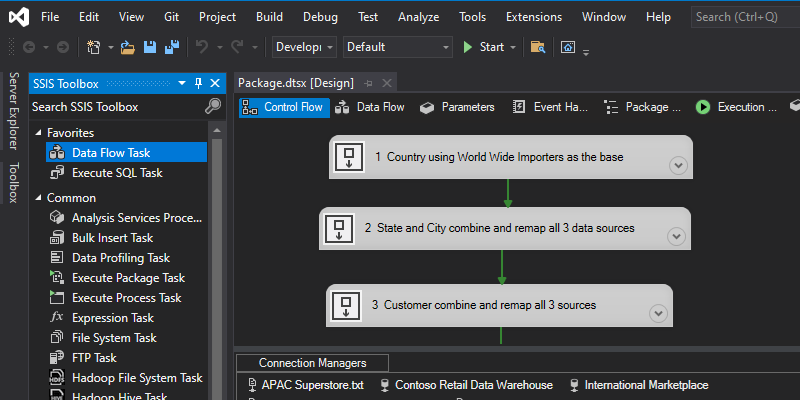 File Edit View Git Project Build Debug Test Analyze Tools Extensions Window Help Search (Ctrl+Q)
Developi Default Start
Server Explorer
Toolbox
SSIS Toolbox
Search SSIS Toolbox
Favorites
Data Flow Task
Execute SQL Task
Common
Analysis Services Proce...
Bulk Insert Task
Data Profiling Task
Execute Package Task
Execute Process Task
Expression Task
File System Task
FTP Task
Hadoop File System Task
Hadoop Hive Task
Package.dtsx [Design]
Control Flow Data Flow Parameters Event Ha... Package ... Execution ...
1 Country using World Wide Importers as the base
2 State and City combine and remap all 3 data sources
3 Customer combine and remap all 3 sources
Connection Managers
APAC Superstore.txt Contoso Retail Data Warehouse International Marketplace